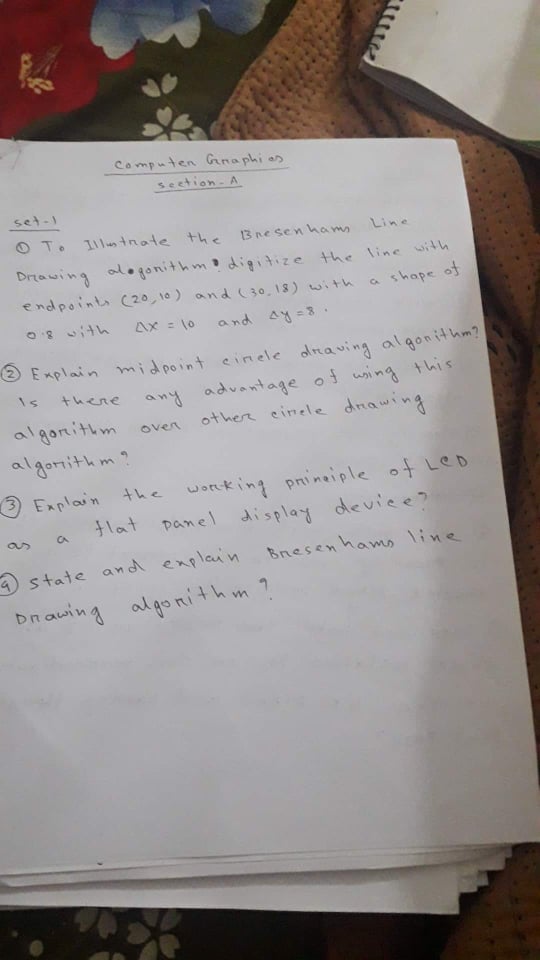 Computer Graphics
Section-A
set-1
① To Illustrate the Bresenhams Line
Drawing algorithm? digitize the line with
endpoints (20,10) and (30,18) with a shope of
0.8 with Δx = 10 and Δy = 8.
② Explain midpoint circle drawing algorithm?
is there any advantage of using this
algorithm over other circle drawing
algorithm?
③ Explain the working principle of LED
as a flat panel display device?
④ state and explain Bresenhams line
Drawing algorithm?